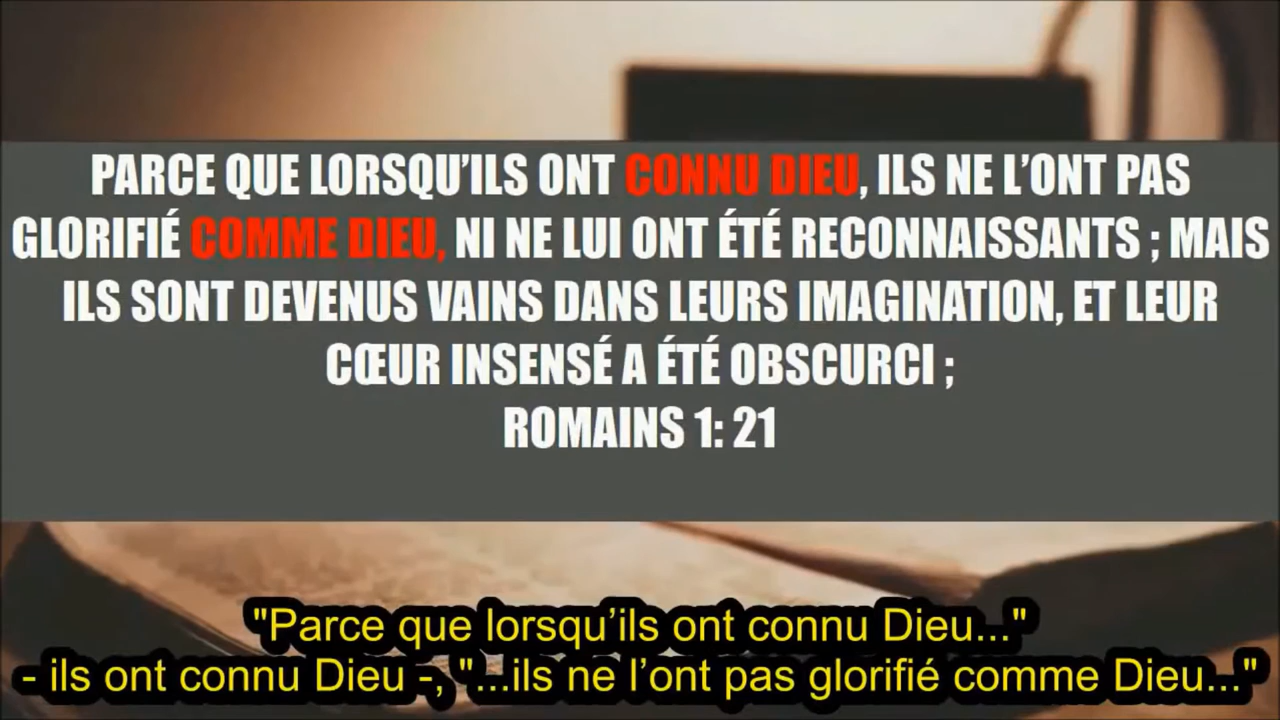 PARCE QUE LORSQU’ILS ONT CONNU DIEU, ILS NE L’ONT PAS
GLORIFIÉ COMME DIEU, NI NE LUI ONT ÉTÉ RECONNAISSANTS ; MAIS
ILS SONT DEVENUS VAINS DANS LEURS IMAGINATION, ET LEUR
CŒUR INSENSÉ A ÉTÉ OBSCURCI ;
ROMAINS 1: 21
"Parce que lorsqu’ils ont connu Dieu..."
- ils ont connu Dieu -, "...ils ne l’ont pas glorifié comme Dieu..."